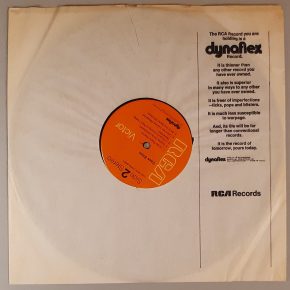 The RCA Record you are
holding is a
dynaflex
Record.
It is thinner than
any other record you
have ever owned.
It also is superior
in many ways to any other
you have ever owned.
It is freer of imperfections
-ticks, pops and blisters.
It is much less susceptible
to warpage.
And, its life will be far
longer than conventional
records.
It is the record of
tomorrow, yours today.
dynaflex
RCA Records
RCA
Victor
2
STEREO
dynaflex